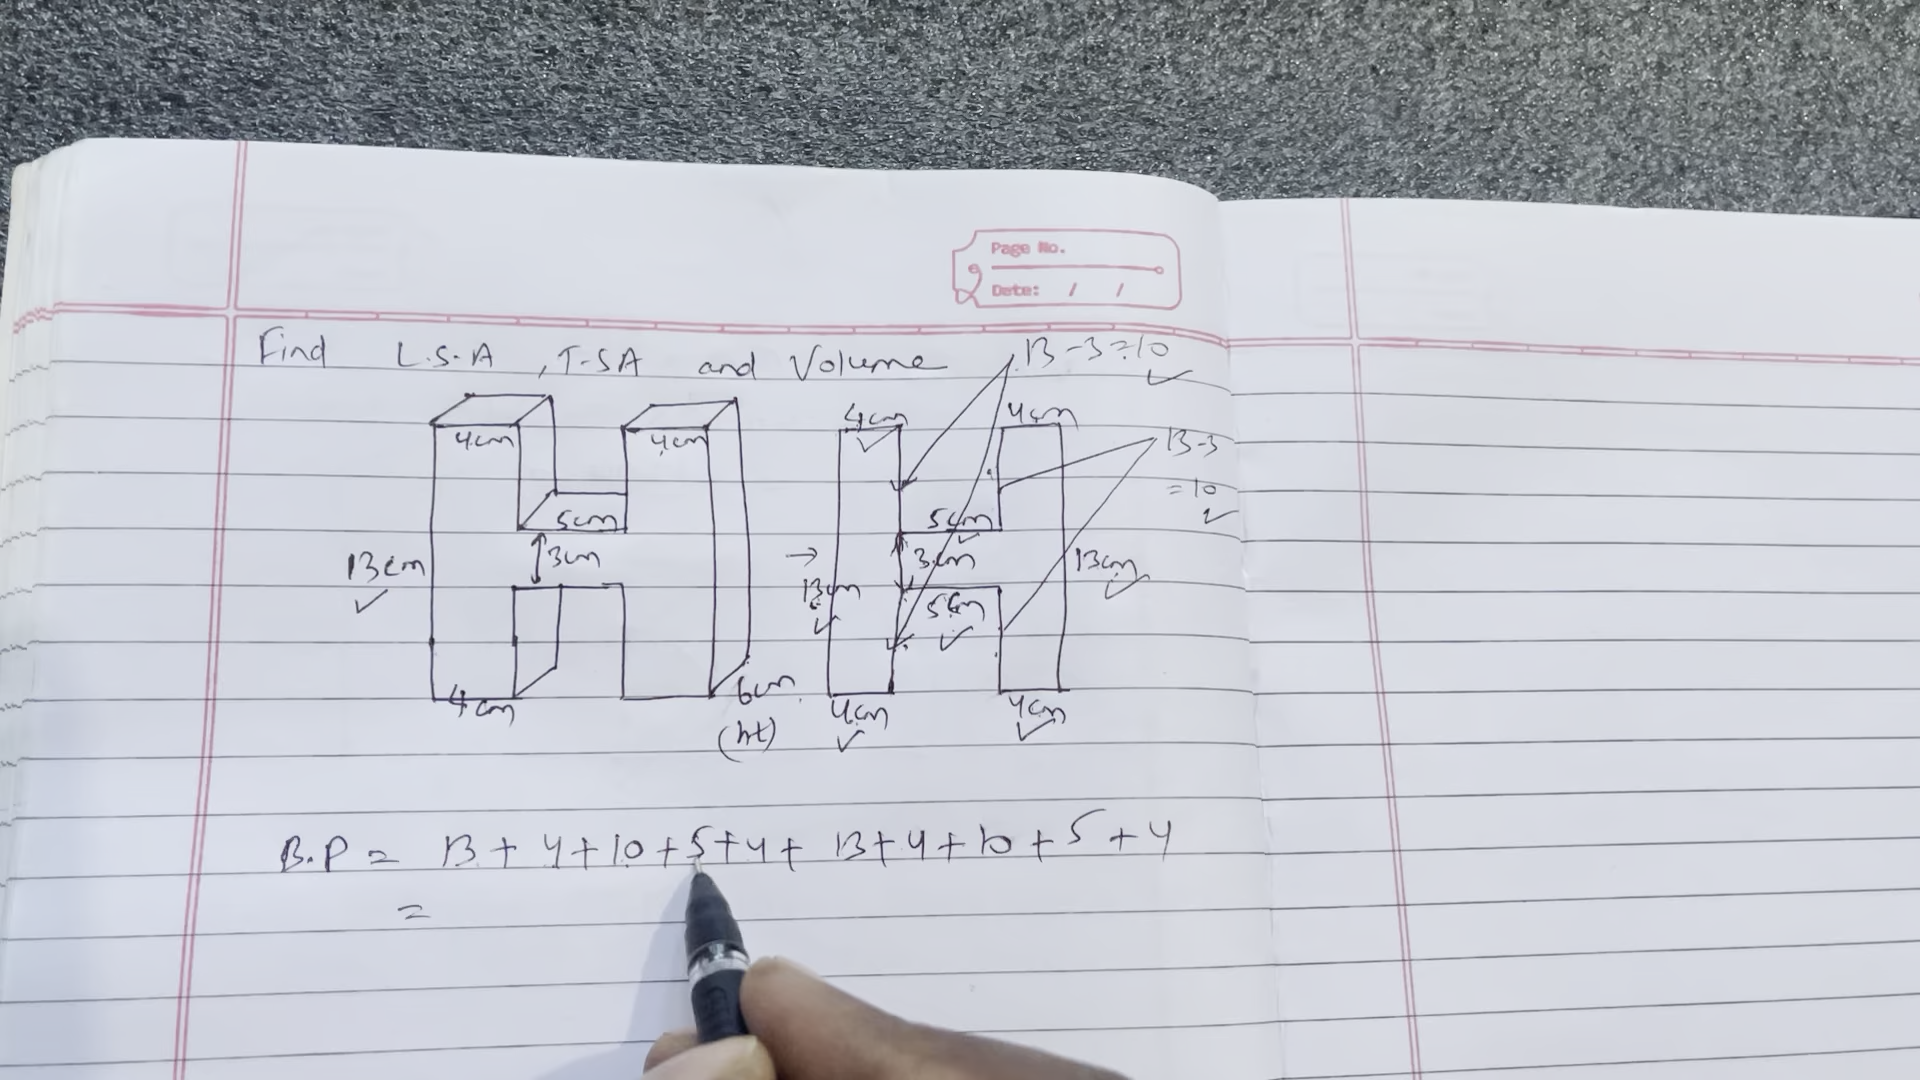 Page No.
Date: / /
Find L.S.A , T.S.A and Volume
13-3=10
4cm 4cm 4cm 4cm
13-3
= 10
5cm 5cm
13cm 3cm → 13cm 3cm 13cm
5cm
4cm 6cm 4cm 4cm
(ht)
B.P = 13 + 4 + 10 + 5 + 4 + 13 + 4 + 10 + 5 + 4
=